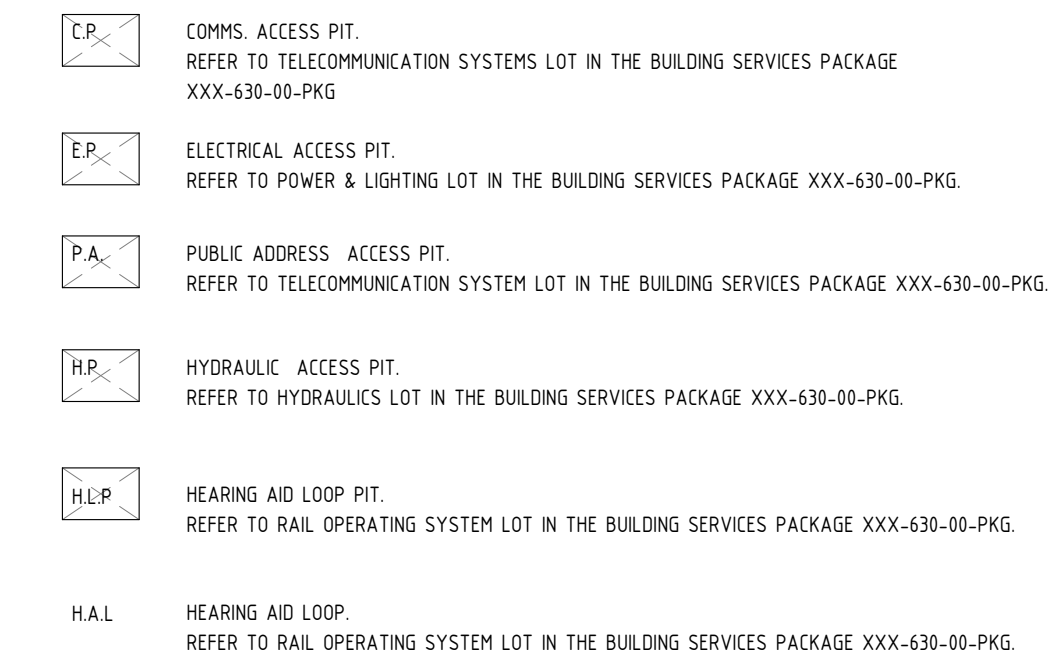 C.P. COMMS. ACCESS PIT.
REFER TO TELECOMMUNICATION SYSTEMS LOT IN THE BUILDING SERVICES PACKAGE
XXX-630-00-PKG
E.P. ELECTRICAL ACCESS PIT.
REFER TO POWER & LIGHTING LOT IN THE BUILDING SERVICES PACKAGE XXX-630-00-PKG.
P.A. PUBLIC ADDRESS ACCESS PIT.
REFER TO TELECOMMUNICATION SYSTEM LOT IN THE BUILDING SERVICES PACKAGE XXX-630-00-PKG.
H.P. HYDRAULIC ACCESS PIT.
REFER TO HYDRAULICS LOT IN THE BUILDING SERVICES PACKAGE XXX-630-00-PKG.
H.L.P HEARING AID LOOP PIT.
REFER TO RAIL OPERATING SYSTEM LOT IN THE BUILDING SERVICES PACKAGE XXX-630-00-PKG.
H.A.L HEARING AID LOOP.
REFER TO RAIL OPERATING SYSTEM LOT IN THE BUILDING SERVICES PACKAGE XXX-630-00-PKG.